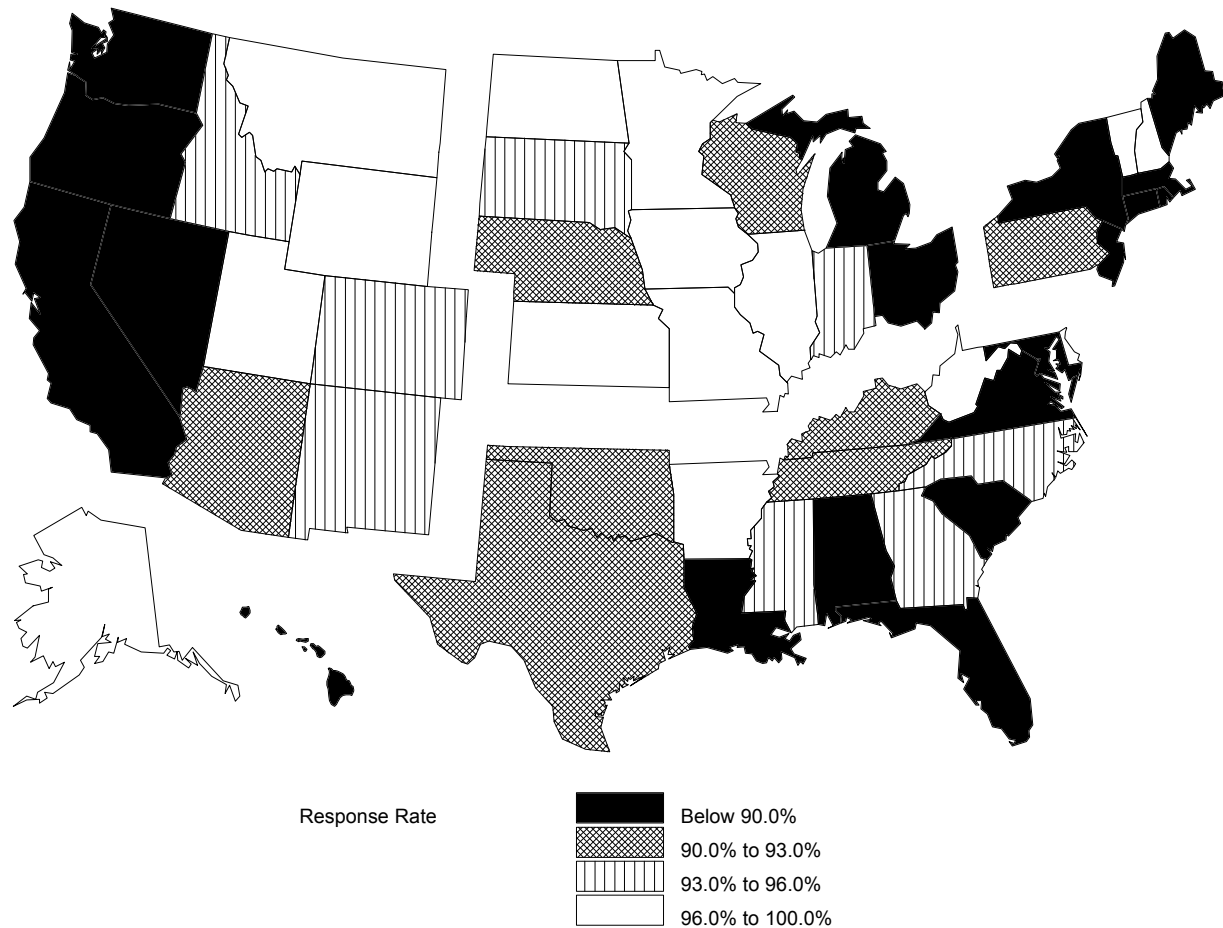 Response Rate
Below 90.0%
90.0% to 93.0%
93.0% to 96.0%
96.0% to 100.0%